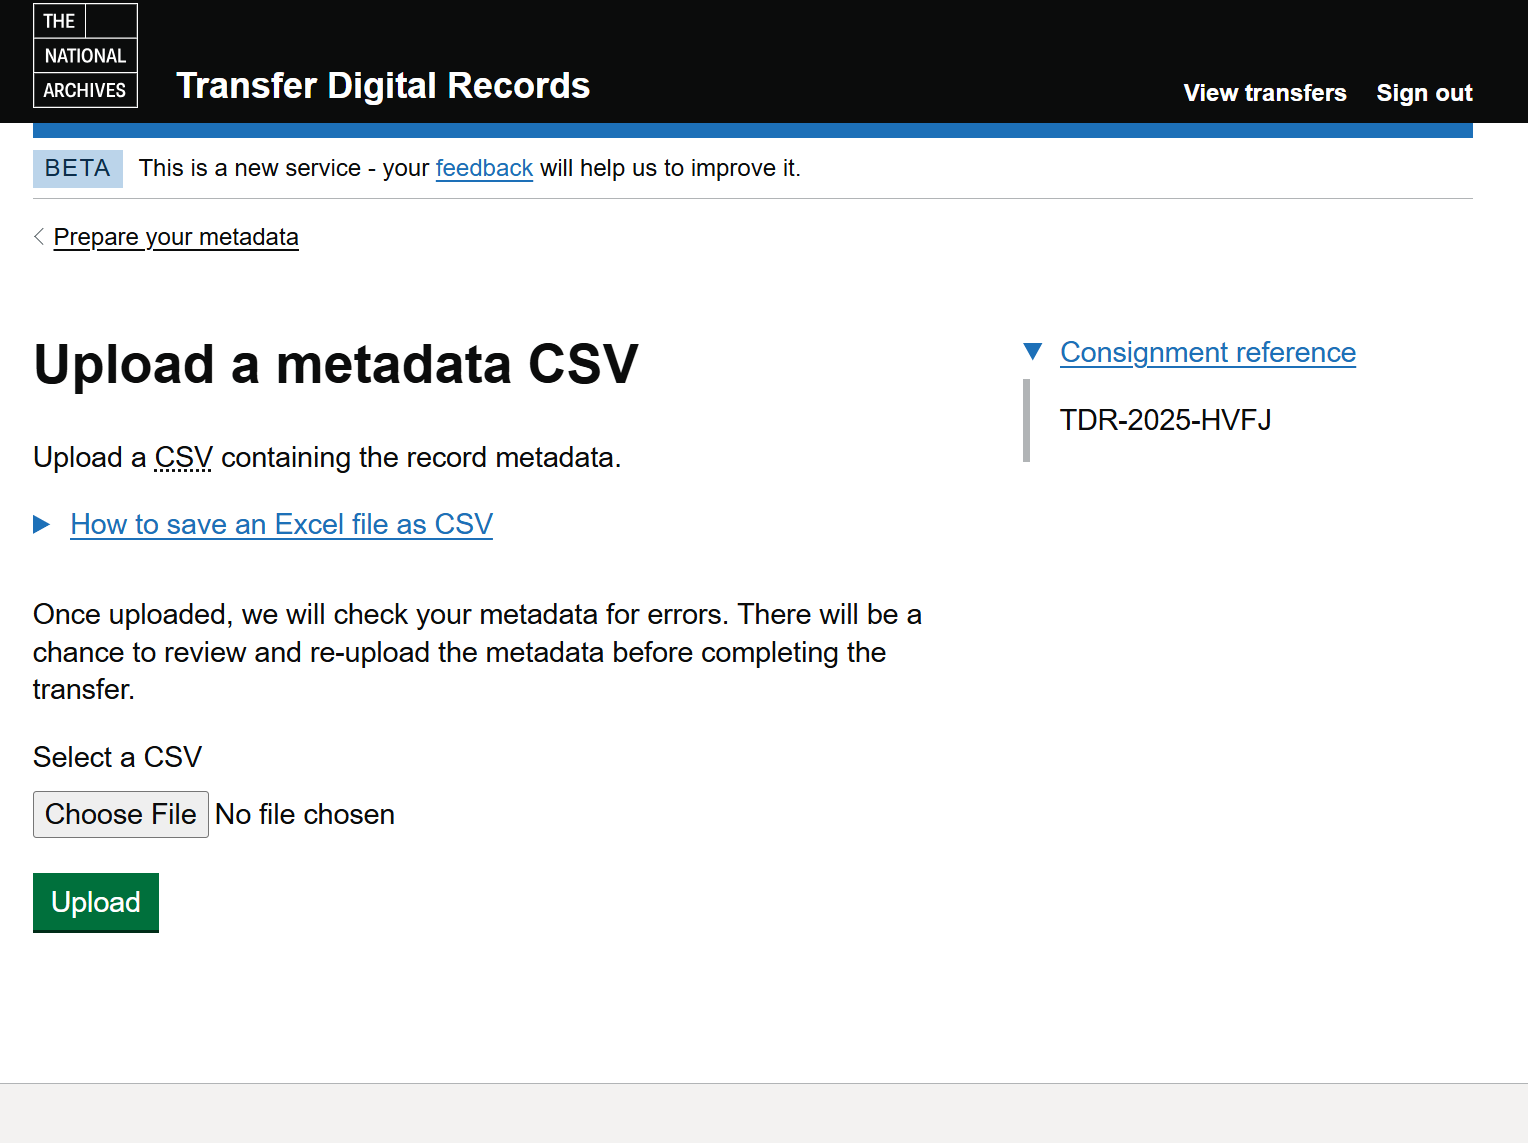 THE
NATIONAL
ARCHIVES
Transfer Digital Records
View transfers
Sign out
BETA
This is a new service - your feedback will help us to improve it.
Prepare your metadata
Upload a metadata CSV
Upload a CSV containing the record metadata.
How to save an Excel file as CSV
Once uploaded, we will check your metadata for errors. There will be a
chance to review and re-upload the metadata before completing the
transfer.
Select a CSV
Choose File No file chosen
Upload
Consignment reference
TDR-2025-HVFJ